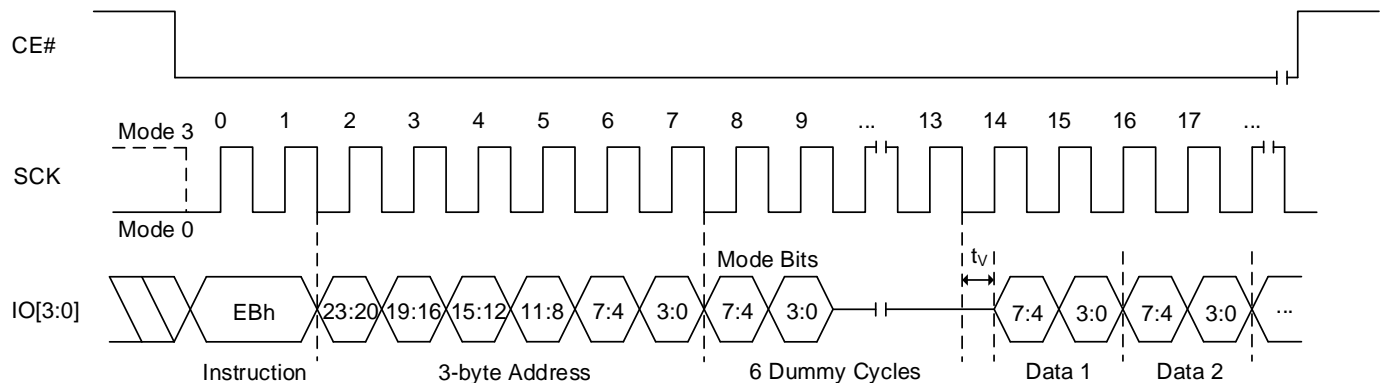 CE#
Mode 3
0 1 2 3 4 5 6 7 8 9 ... 13 14 15 16 17 ...
SCK
Mode 0
Mode Bits
tV
IO[3:0]
EBh 23:20 19:16 15:12 11:8 7:4 3:0 7:4 3:0 7:4 3:0 7:4 3:0 ...
Instruction 3-byte Address 6 Dummy Cycles Data 1 Data 2